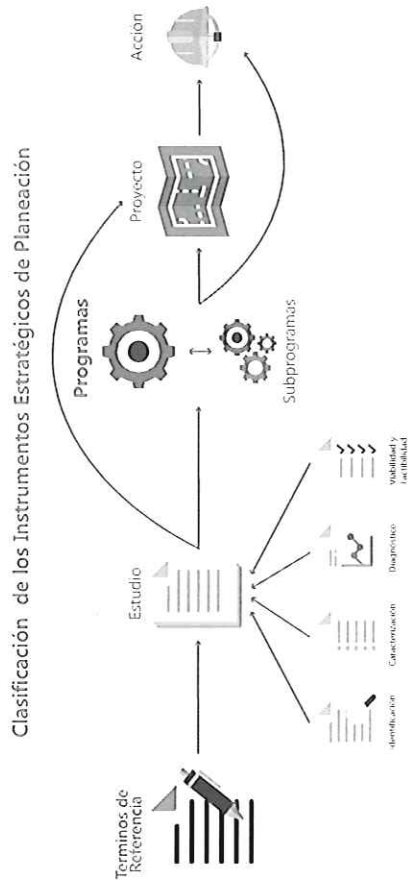 Clasificación de los Instrumentos Estratégicos de Planeación
Terminos de
Referencia
Estudio
Programas
Subprogramas
Proyecto
Acción
Identificación
Caracterización
Diagnóstico
Viabilidad y
Factibilidad